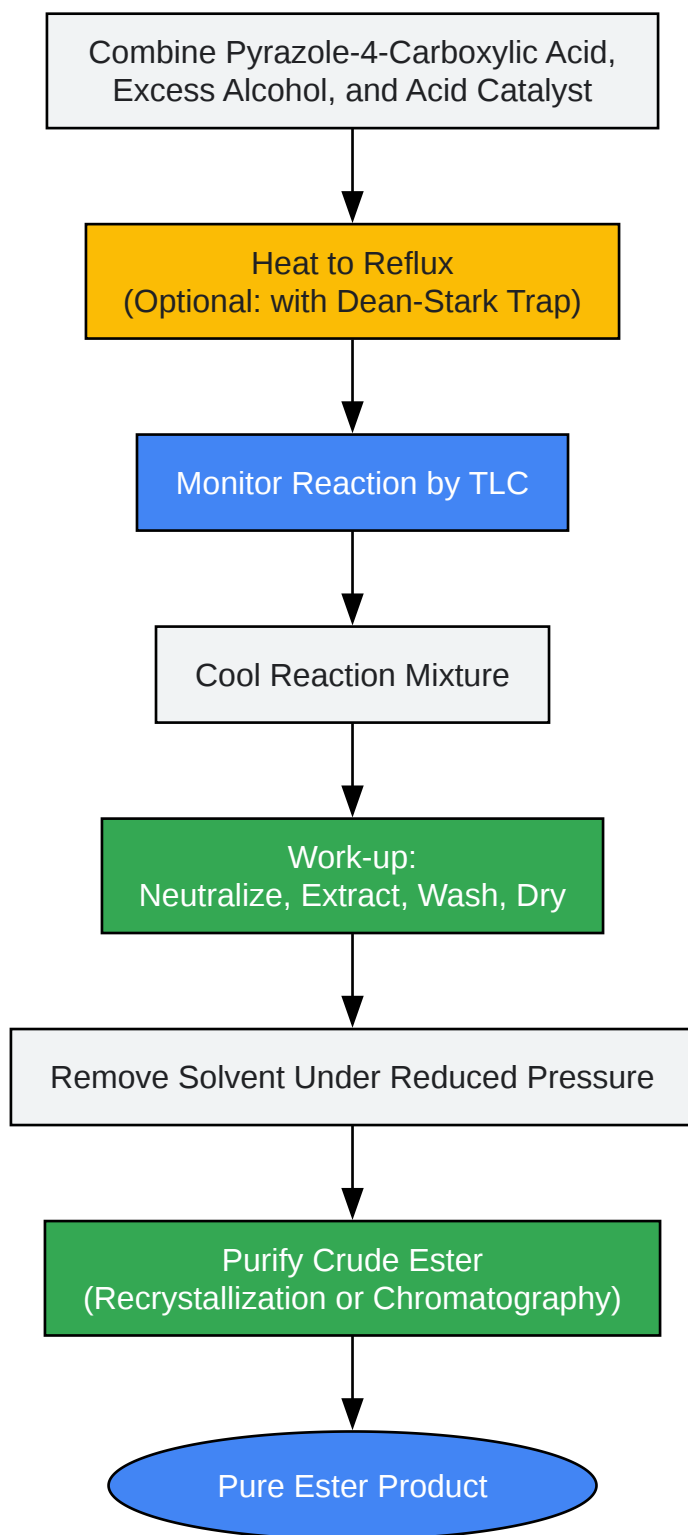 Combine Pyrazole-4-Carboxylic Acid,
Excess Alcohol, and Acid Catalyst
Heat to Reflux
(Optional: with Dean-Stark Trap)
Monitor Reaction by TLC
Cool Reaction Mixture
Work-up:
Neutralize, Extract, Wash, Dry
Remove Solvent Under Reduced Pressure
Purify Crude Ester
(Recrystallization or Chromatography)
Pure Ester Product